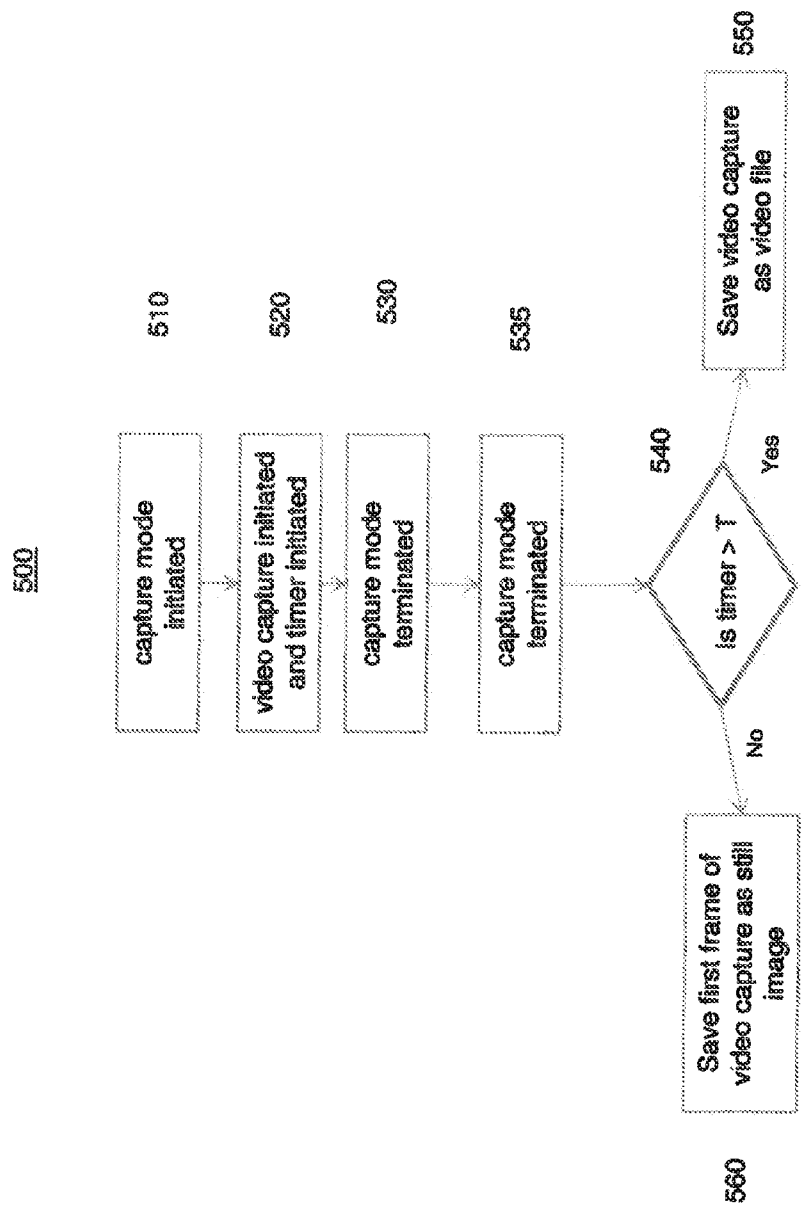 500
capture mode
initiated
510
video capture initiated
and timer initiated
520
capture mode
terminated
530
capture mode
terminated
535
is timer > T
540
No
Yes
Save first frame of
video capture as still
image
560
Save video capture
as video file
550